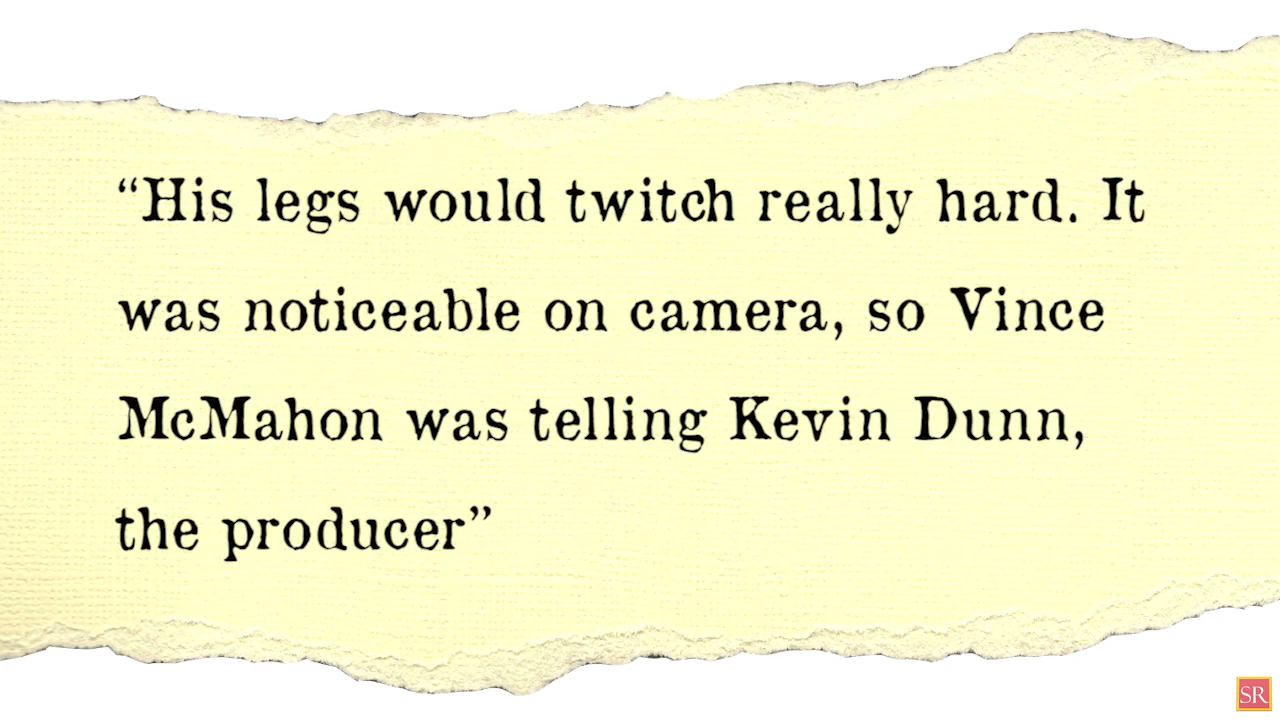 “His legs would twitch really hard. It
was noticeable on camera, so Vince
McMahon was telling Kevin Dunn,
the producer”
SR